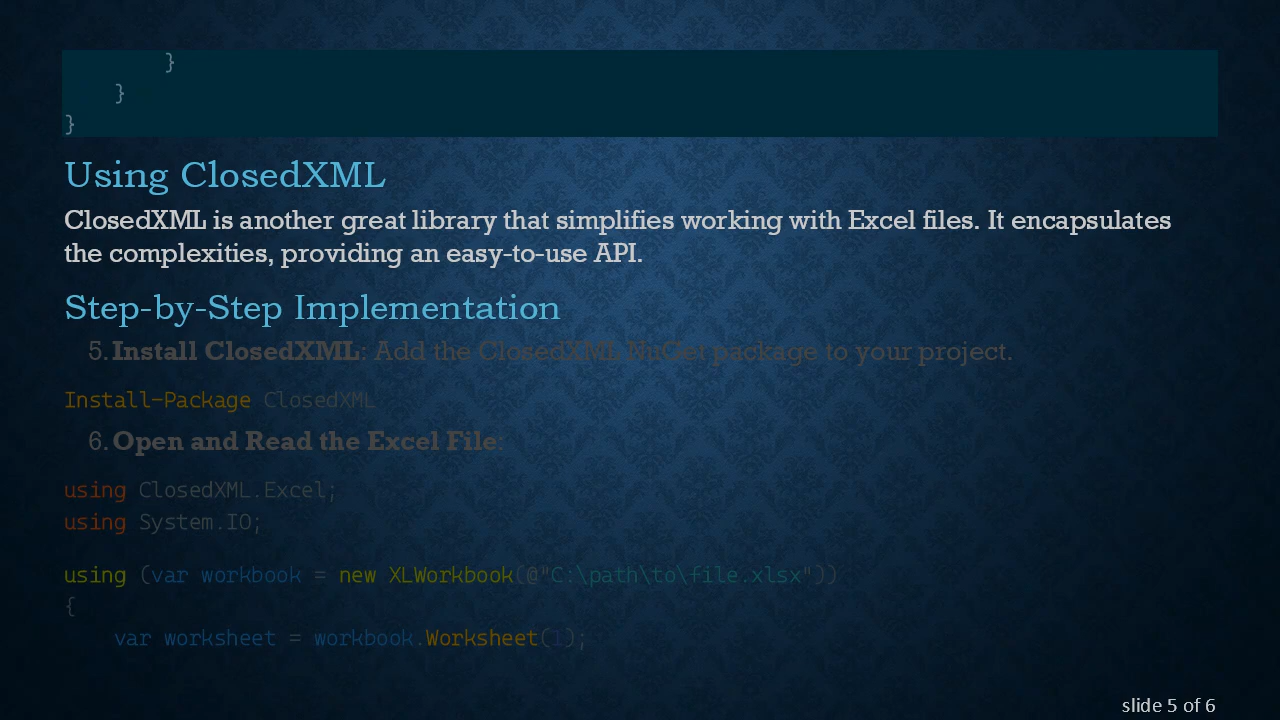 }
}
}
Using ClosedXML
ClosedXML is another great library that simplifies working with Excel files. It encapsulates
the complexities, providing an easy-to-use API.
Step-by-Step Implementation
5. Install ClosedXML: Add the ClosedXML NuGet package to your project.
Install-Package ClosedXML
6. Open and Read the Excel File:
using ClosedXML.Excel;
using System.IO;
using (var workbook = new XLWorkbook(@"C:\path\to\file.xlsx"))
{
var worksheet = workbook.Worksheet(1);
slide 5 of 6